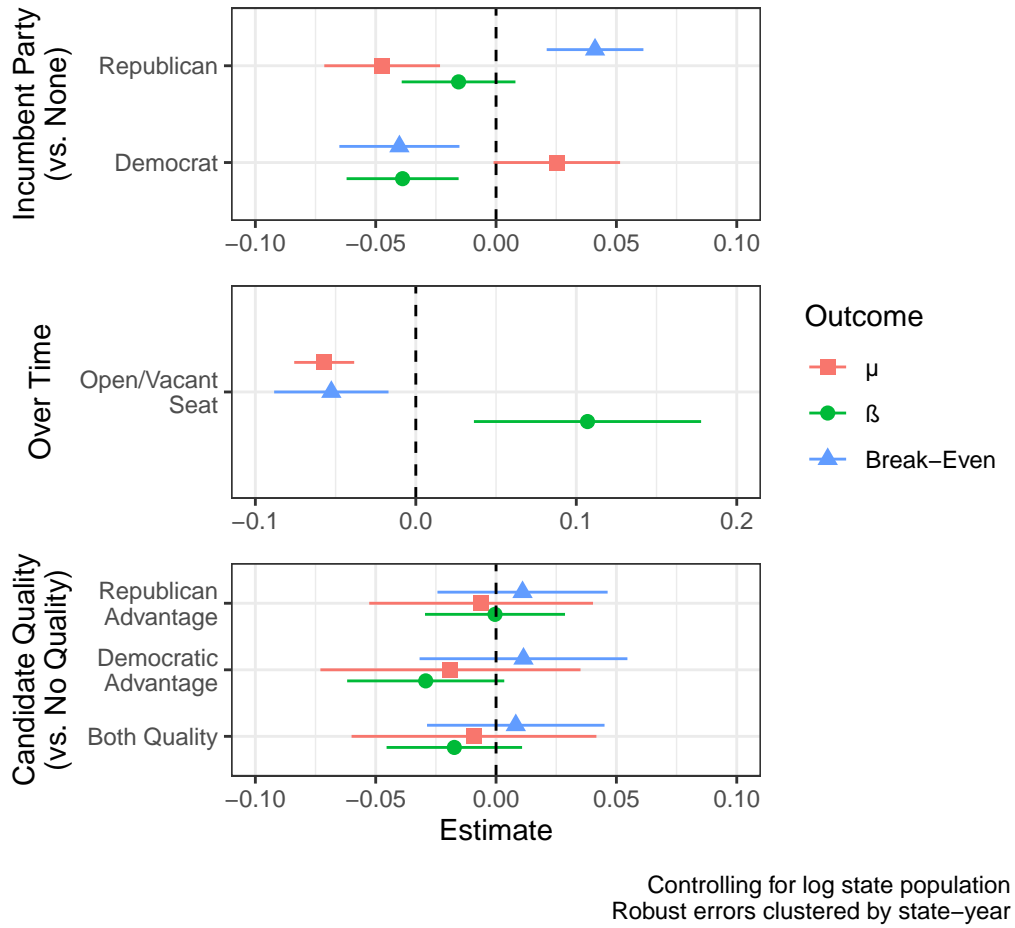 Incumbent Party
(vs. None)
Republican
Democrat
−0.10 −0.05 0.00 0.05 0.10
Over Time
Open/Vacant
Seat
−0.1 0.0 0.1 0.2
Outcome
μ
ß
Break−Even
Candidate Quality
(vs. No Quality)
Republican
Advantage
Democratic
Advantage
Both Quality
−0.10 −0.05 0.00 0.05 0.10
Estimate
Controlling for log state population
Robust errors clustered by state−year